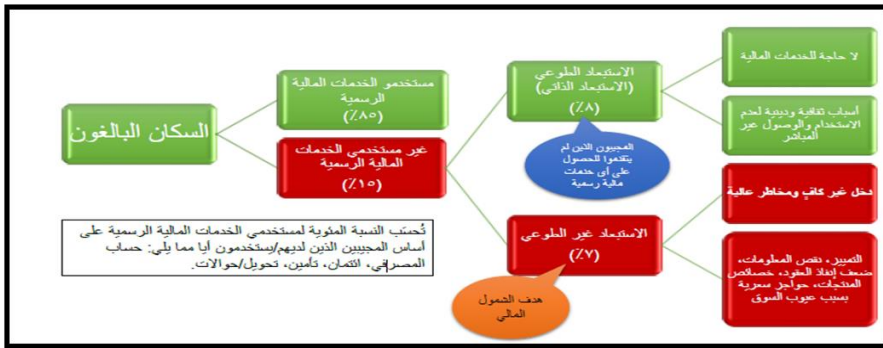 السكان البالغون
مستخدمو الخدمات المالية
الرسمية
(٪٨٥)
غير مستخدمي الخدمات
المالية الرسمية
(٪١٥)
الاستبعاد الطوعي
(الاستبعاد الذاتي)
(٪٨)
المجيبون الذين لم
يتقدموا للحصول
على أي خدمات
مالية رسمية
الاستبعاد غير الطوعي
(٪٧)
هدف الشمول
المالي
لا حاجة للخدمات المالية
أسباب ثقافية ودينية لعدم
الاستخدام والوصول غير
المباشر
دخل غير كافٍ ومخاطر عالية
التمييز، نقص المعلومات،
ضعف إنفاذ العقود، خصائص
المنتجات، حواجز سعرية
بسبب عيوب السوق
تُحسَب النسبة المئوية لمستخدمي الخدمات المالية الرسمية على
أساس المجيبين الذين لديهم/يستخدمون أيا مما يلي: حساب
المصرفي، ائتمان، تأمين، تحويل/حوالات.